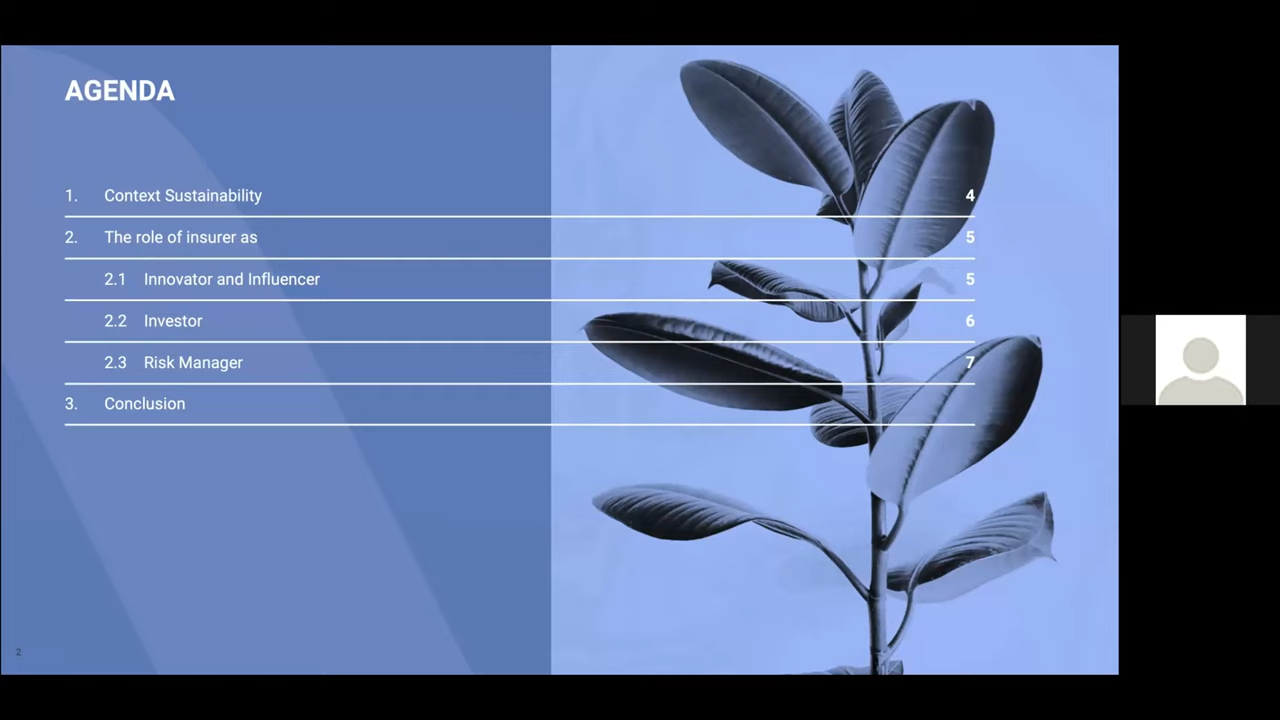 AGENDA
1. Context Sustainability 4
2. The role of insurer as 5
2.1 Innovator and Influencer 5
2.2 Investor 6
2.3 Risk Manager 7
3. Conclusion
2